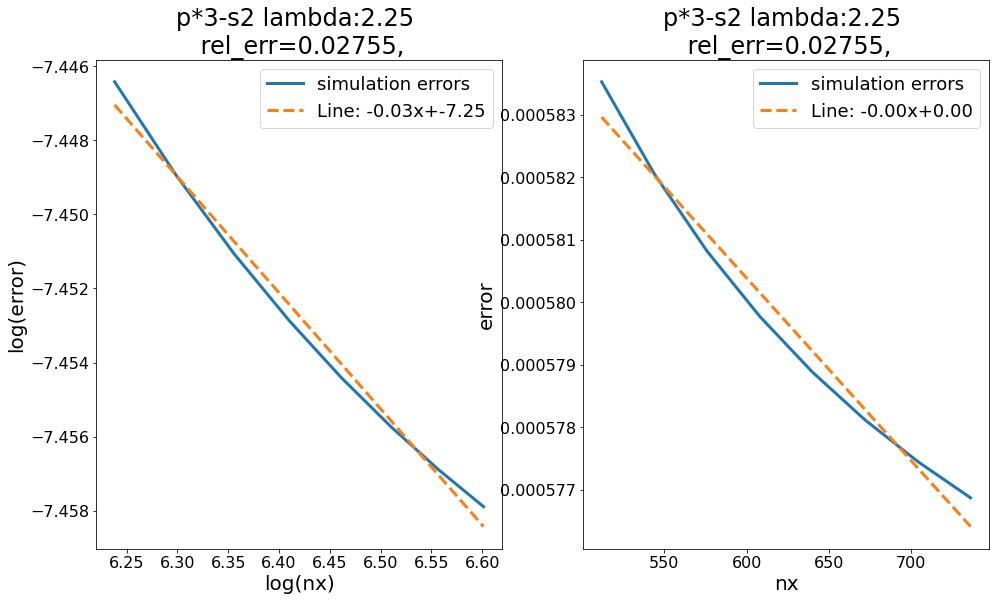 p*3-s2 lambda:2.25
rel_err=0.02755,
simulation errors
Line: -0.03x+-7.25
log(error)
−7.446
−7.448
−7.450
−7.452
−7.454
−7.456
−7.458
6.25 6.30 6.35 6.40 6.45 6.50 6.55 6.60
log(nx)
p*3-s2 lambda:2.25
rel_err=0.02755,
simulation errors
Line: -0.00x+0.00
error
0.000583
0.000582
0.000581
0.000580
0.000579
0.000578
0.000577
550 600 650 700
nx